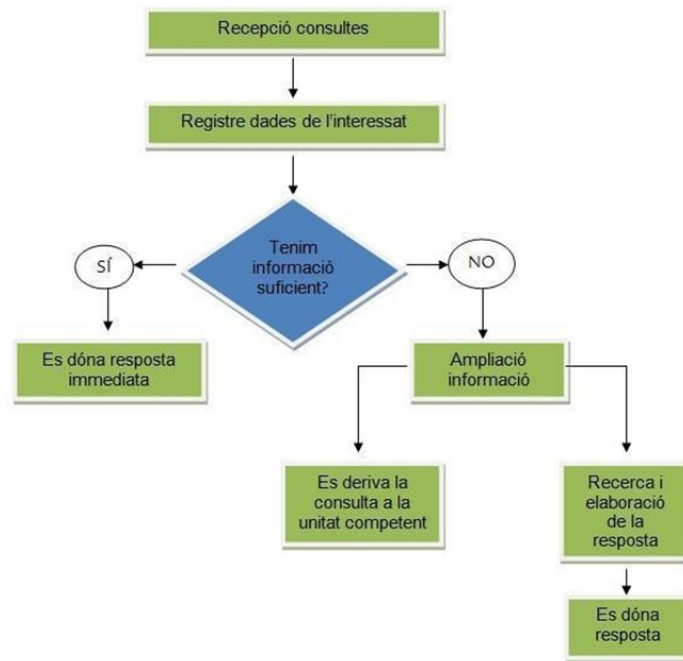 Recepció consultes
Registre dades de l'interessat
Tenim
informació
suficient?
SÍ
NO
Es dóna resposta
immediata
Ampliació
informació
Es deriva la
consulta a la
unitat competent
Recerca i
elaboració
de la
resposta
Es dóna
resposta